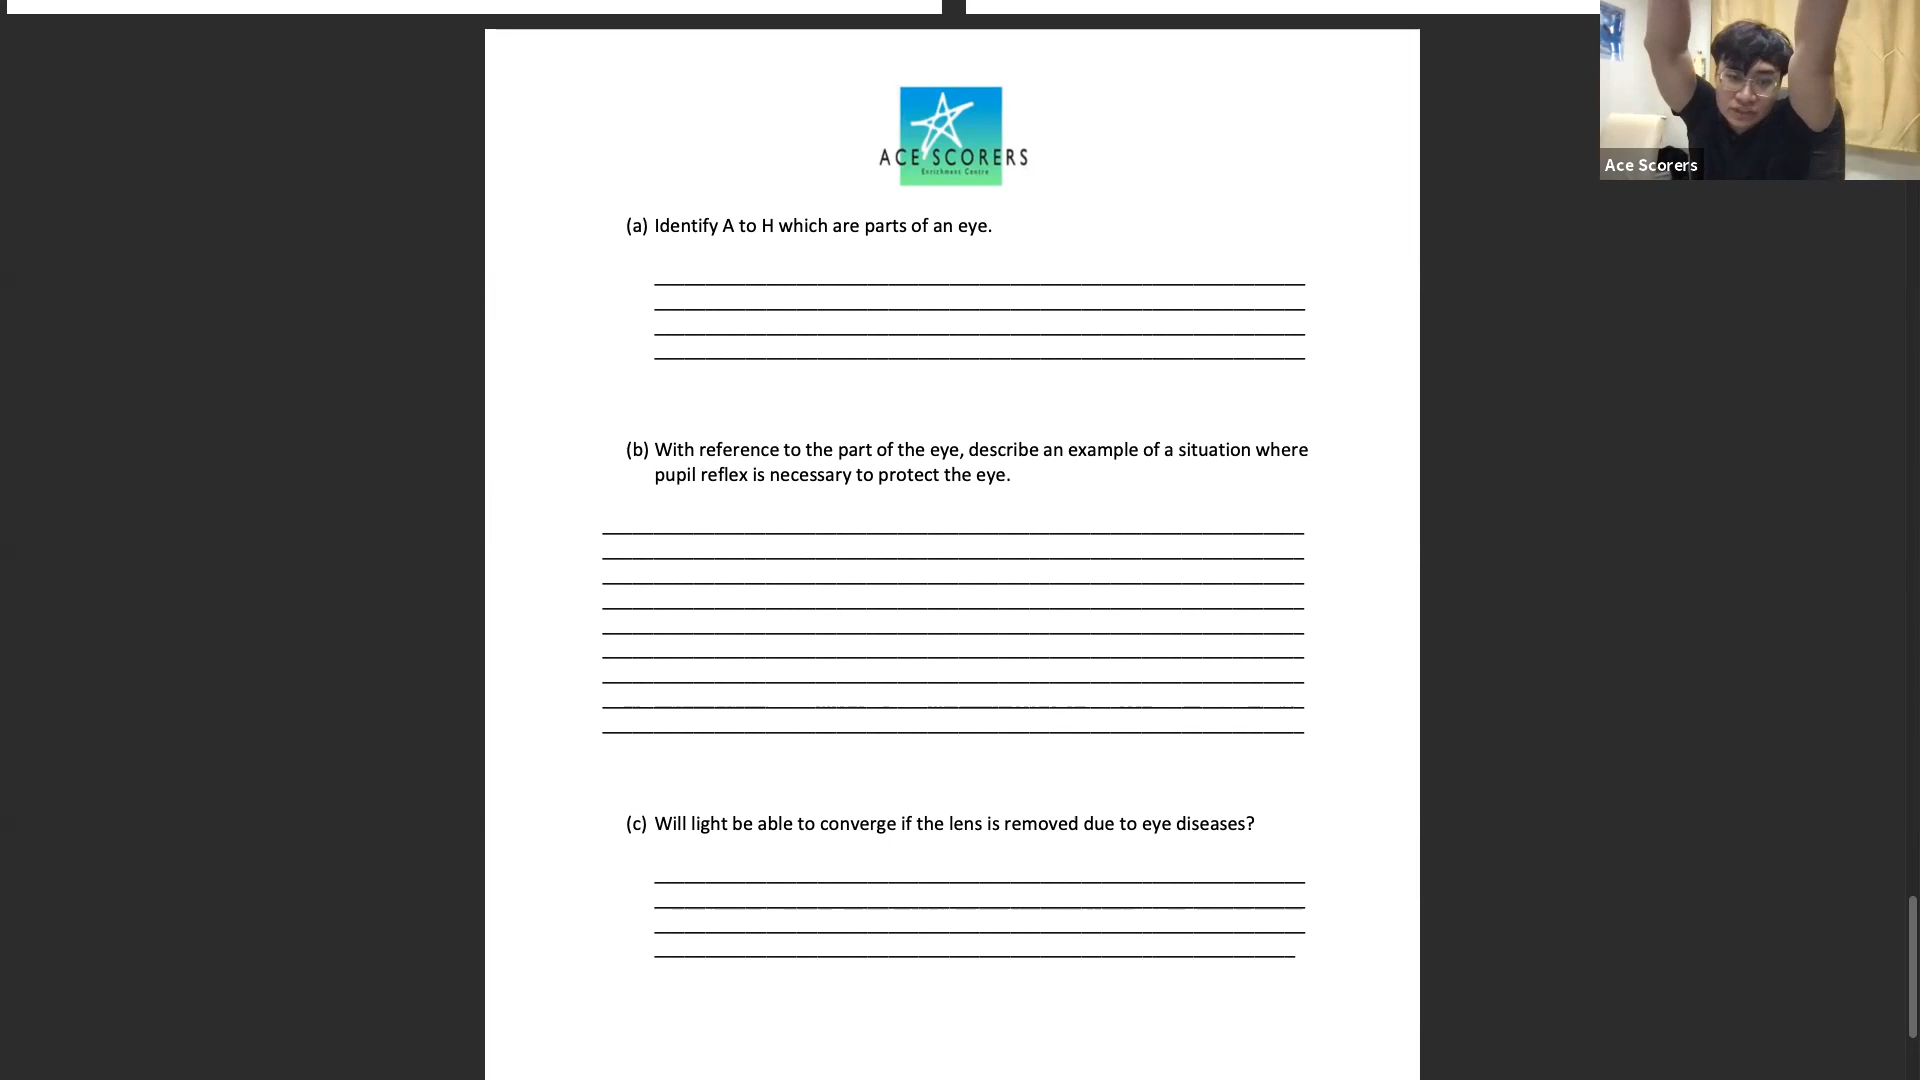 ACE SCORERS
Enrichment Centre
Ace Scorers
(a) Identify A to H which are parts of an eye.
(b) With reference to the part of the eye, describe an example of a situation where
pupil reflex is necessary to protect the eye.
(c) Will light be able to converge if the lens is removed due to eye diseases?